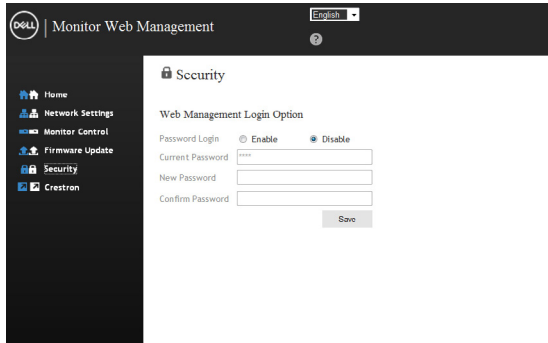 DELL | Monitor Web Management
English
?
Home
Network Settings
Monitor Control
Firmware Update
Security
Crestron
Security
Web Management Login Option
Password Login Enable Disable
Current Password ****
New Password
Confirm Password
Save